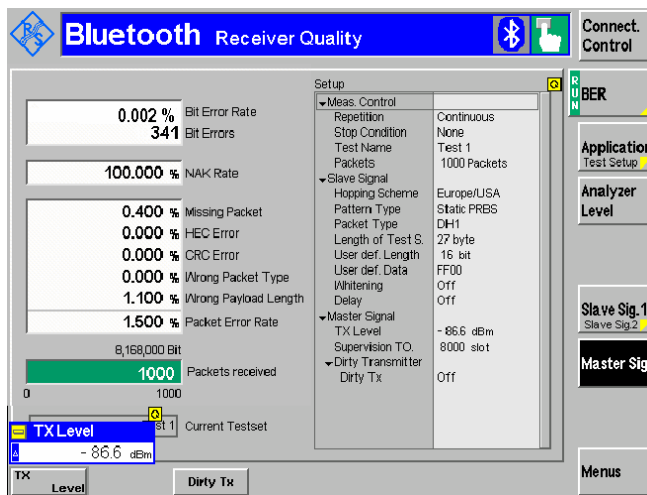 R/S
Bluetooth Receiver Quality
Connect.
Control
RUN
BER
Application
Test Setup
Analyzer
Level
Slave Sig.1
Slave Sig.2
Master Sig
Menus
0.002 % Bit Error Rate
341 Bit Errors
100.000 % NAK Rate
0.400 % Missing Packet
0.000 % HEC Error
0.000 % CRC Error
0.000 % Wrong Packet Type
1.100 % Wrong Payload Length
1.500 % Packet Error Rate
8,168,000 Bit
1000 Packets received
0 1000
st 1 Current Testset
TX Level
- 86.6 dBm
TX
Level
Dirty Tx
Setup
Meas. Control
Repetition Continuous
Stop Condition None
Test Name Test 1
Packets 1000 Packets
Slave Signal
Hopping Scheme Europe/USA
Pattern Type Static PRBS
Packet Type DH1
Length of Test S. 27 byte
User def. Length 16 bit
User def. Data FF00
Whitening Off
Delay Off
Master Signal
TX Level - 86.6 dBm
Supervision TO. 8000 slot
Dirty Transmitter
Dirty Tx Off